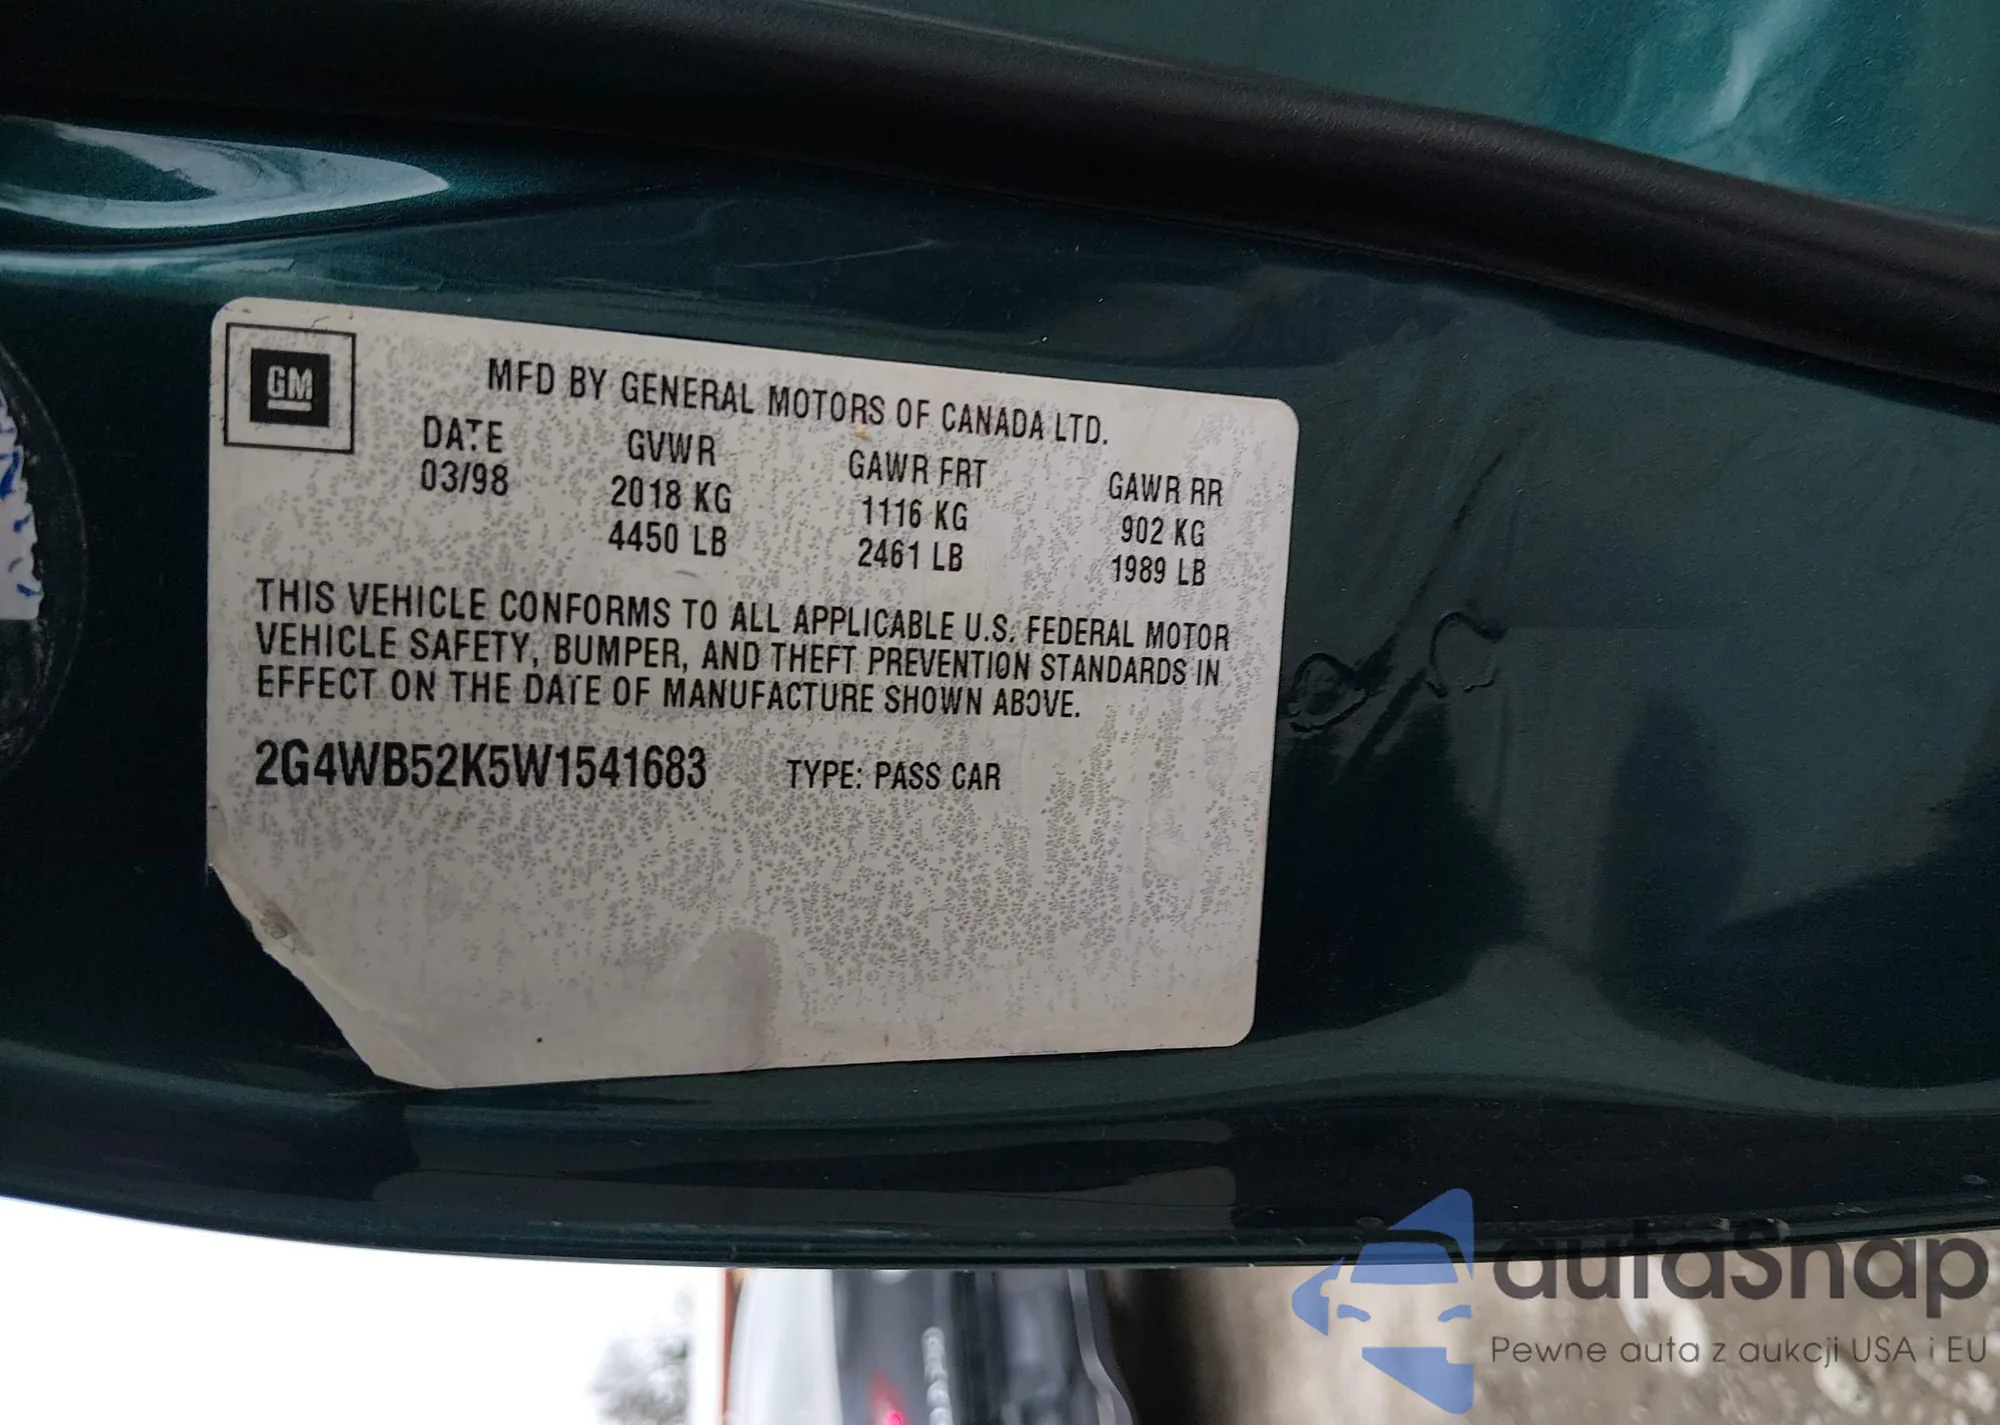 GM
MFD BY GENERAL MOTORS OF CANADA LTD.
DATE GVWR GAWR FRT GAWR RR
03/98 2018 KG 1116 KG 902 KG
4450 LB 2461 LB 1989 LB
THIS VEHICLE CONFORMS TO ALL APPLICABLE U.S. FEDERAL MOTOR
VEHICLE SAFETY, BUMPER, AND THEFT PREVENTION STANDARDS IN
EFFECT ON THE DATE OF MANUFACTURE SHOWN ABOVE.
2G4WB52K5W1541683 TYPE: PASS CAR
autaSnap
Pewne auta z aukcji USA i EU